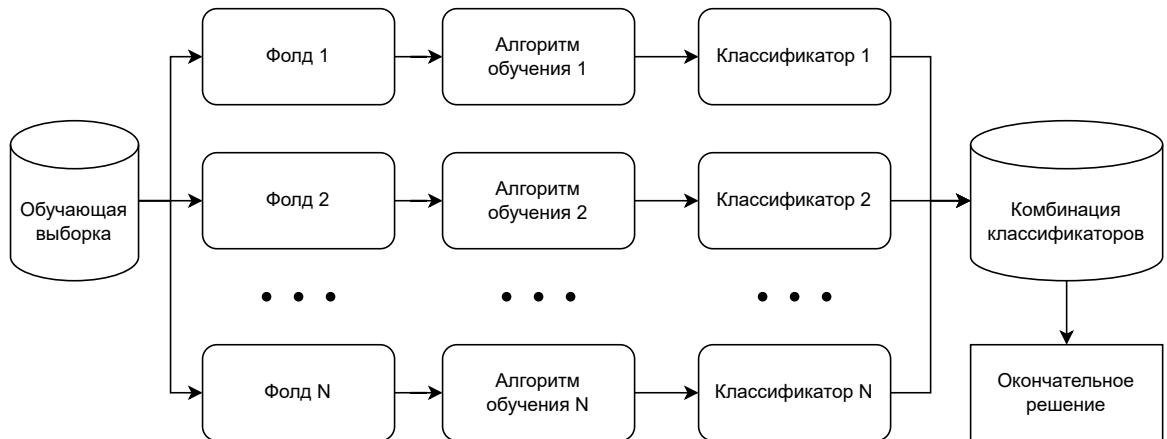 Фолд 1
Алгоритм
обучения 1
Классификатор 1
Обучающая
выборка
Фолд 2
Алгоритм
обучения 2
Классификатор 2
Комбинация
классификаторов
Фолд N
Алгоритм
обучения N
Классификатор N
Окончательное
решение